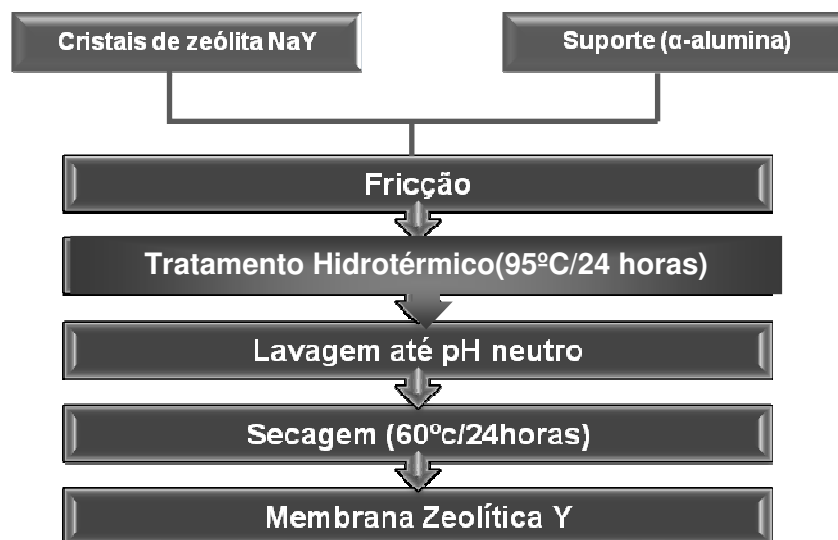 Cristais de zeólita NaY
Suporte (α-alumina)
Fricção
Tratamento Hidrotérmico(95ºC/24 horas)
Lavagem até pH neutro
Secagem (60ºc/24horas)
Membrana Zeolítica Y